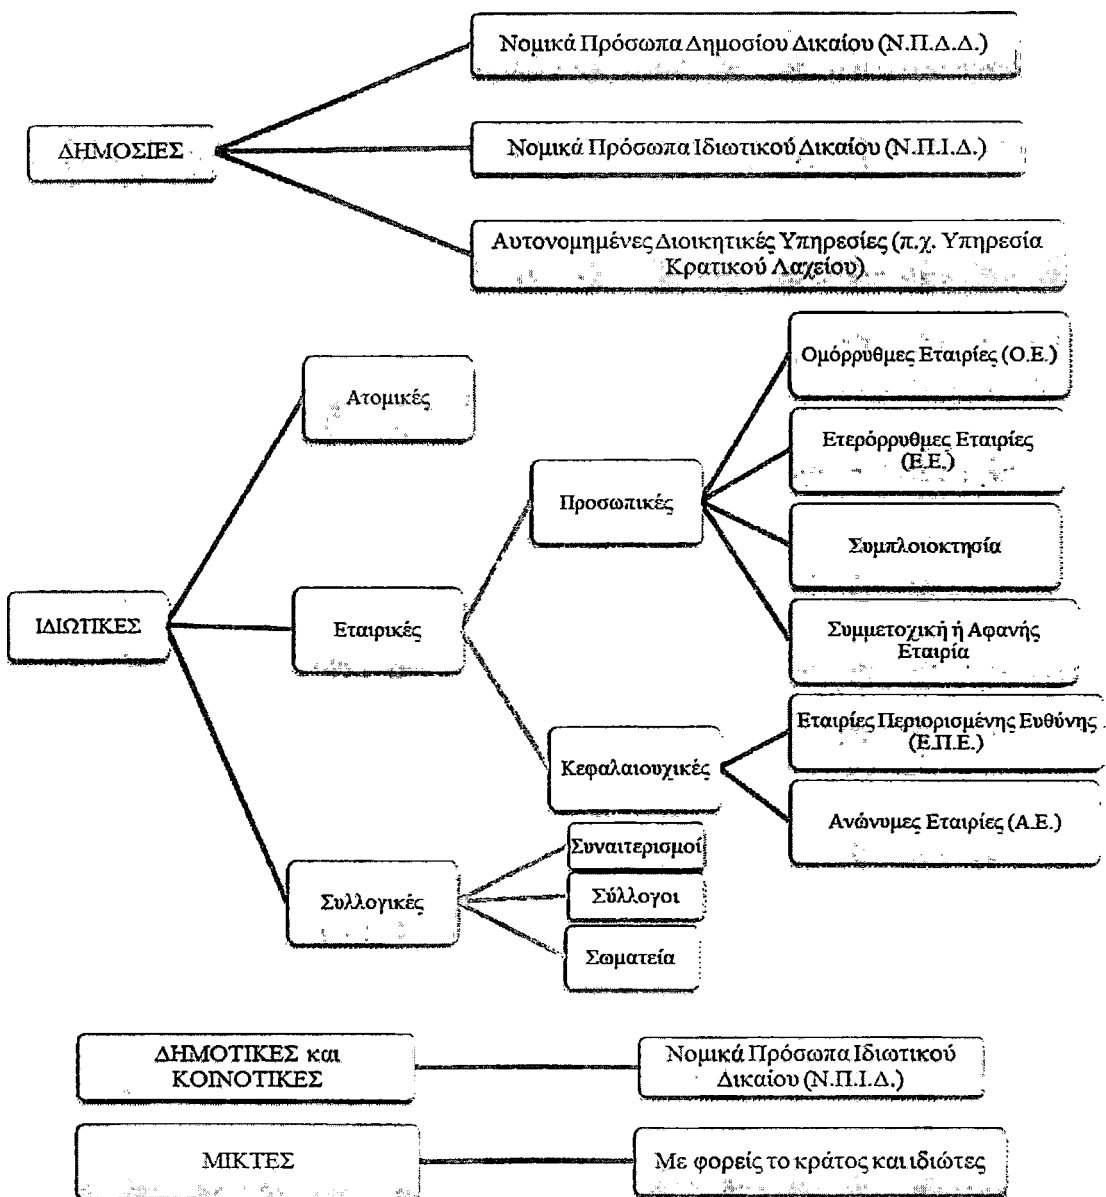 Νομικά Πρόσωπα Δημοσίου Δικαίου (Ν.Π.Δ.Δ.)
ΔΗΜΟΣΙΕΣ
Νομικά Πρόσωπα Ιδιωτικού Δικαίου (Ν.Π.Ι.Δ.)
Αυτονομημένες Διοικητικές Υπηρεσίες (π.χ. Υπηρεσία
Κρατικού Λαχείου)
ΙΔΙΩΤΙΚΕΣ
Ατομικές
Εταιρικές
Προσωπικές
Ομόρρυθμες Εταιρίες (Ο.Ε.)
Ετερόρρυθμες Εταιρίες
(Ε.Ε.)
Συμπλοιοκτησία
Συμμετοχική ή Αφανής
Εταιρία
Κεφαλαιουχικές
Εταιρίες Περιορισμένης Ευθύνης
(Ε.Π.Ε.)
Ανώνυμες Εταιρίες (Α.Ε.)
Συλλογικές
Συναιτερισμοί
Σύλλογοι
Σωματεία
ΔΗΜΟΤΙΚΕΣ και
ΚΟΙΝΟΤΙΚΕΣ
Νομικά Πρόσωπα Ιδιωτικού
Δικαίου (Ν.Π.Ι.Δ.)
ΜΙΚΤΕΣ
Με φορείς το κράτος και ιδιώτες